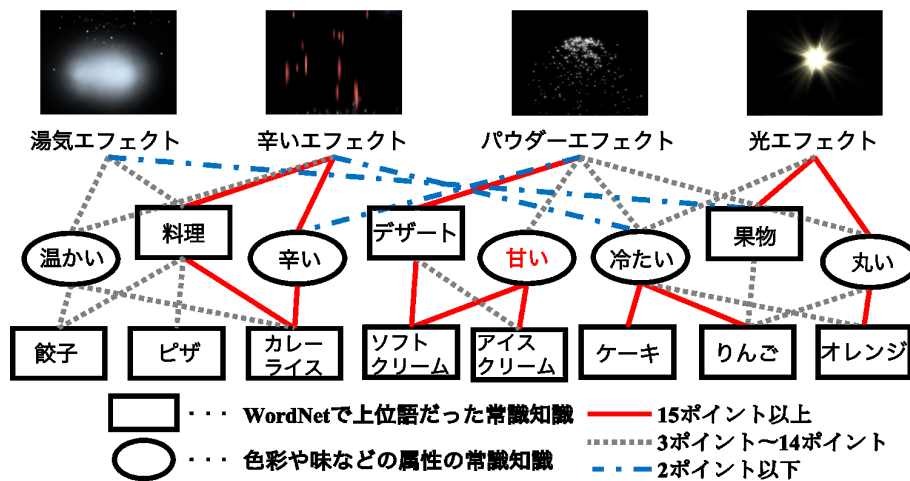 湯気エフェクト
辛いエフェクト
パウダーエフェクト
光エフェクト
温かい
料理
辛い
デザート
甘い
冷たい
果物
丸い
餃子
ピザ
カレー
ライス
ソフト
クリーム
アイス
クリーム
ケーキ
りんご
オレンジ
・・・ WordNetで上位語だった常識知識
・・・ 色彩や味などの属性の常識知識
15ポイント以上
3ポイント〜14ポイント
2ポイント以下